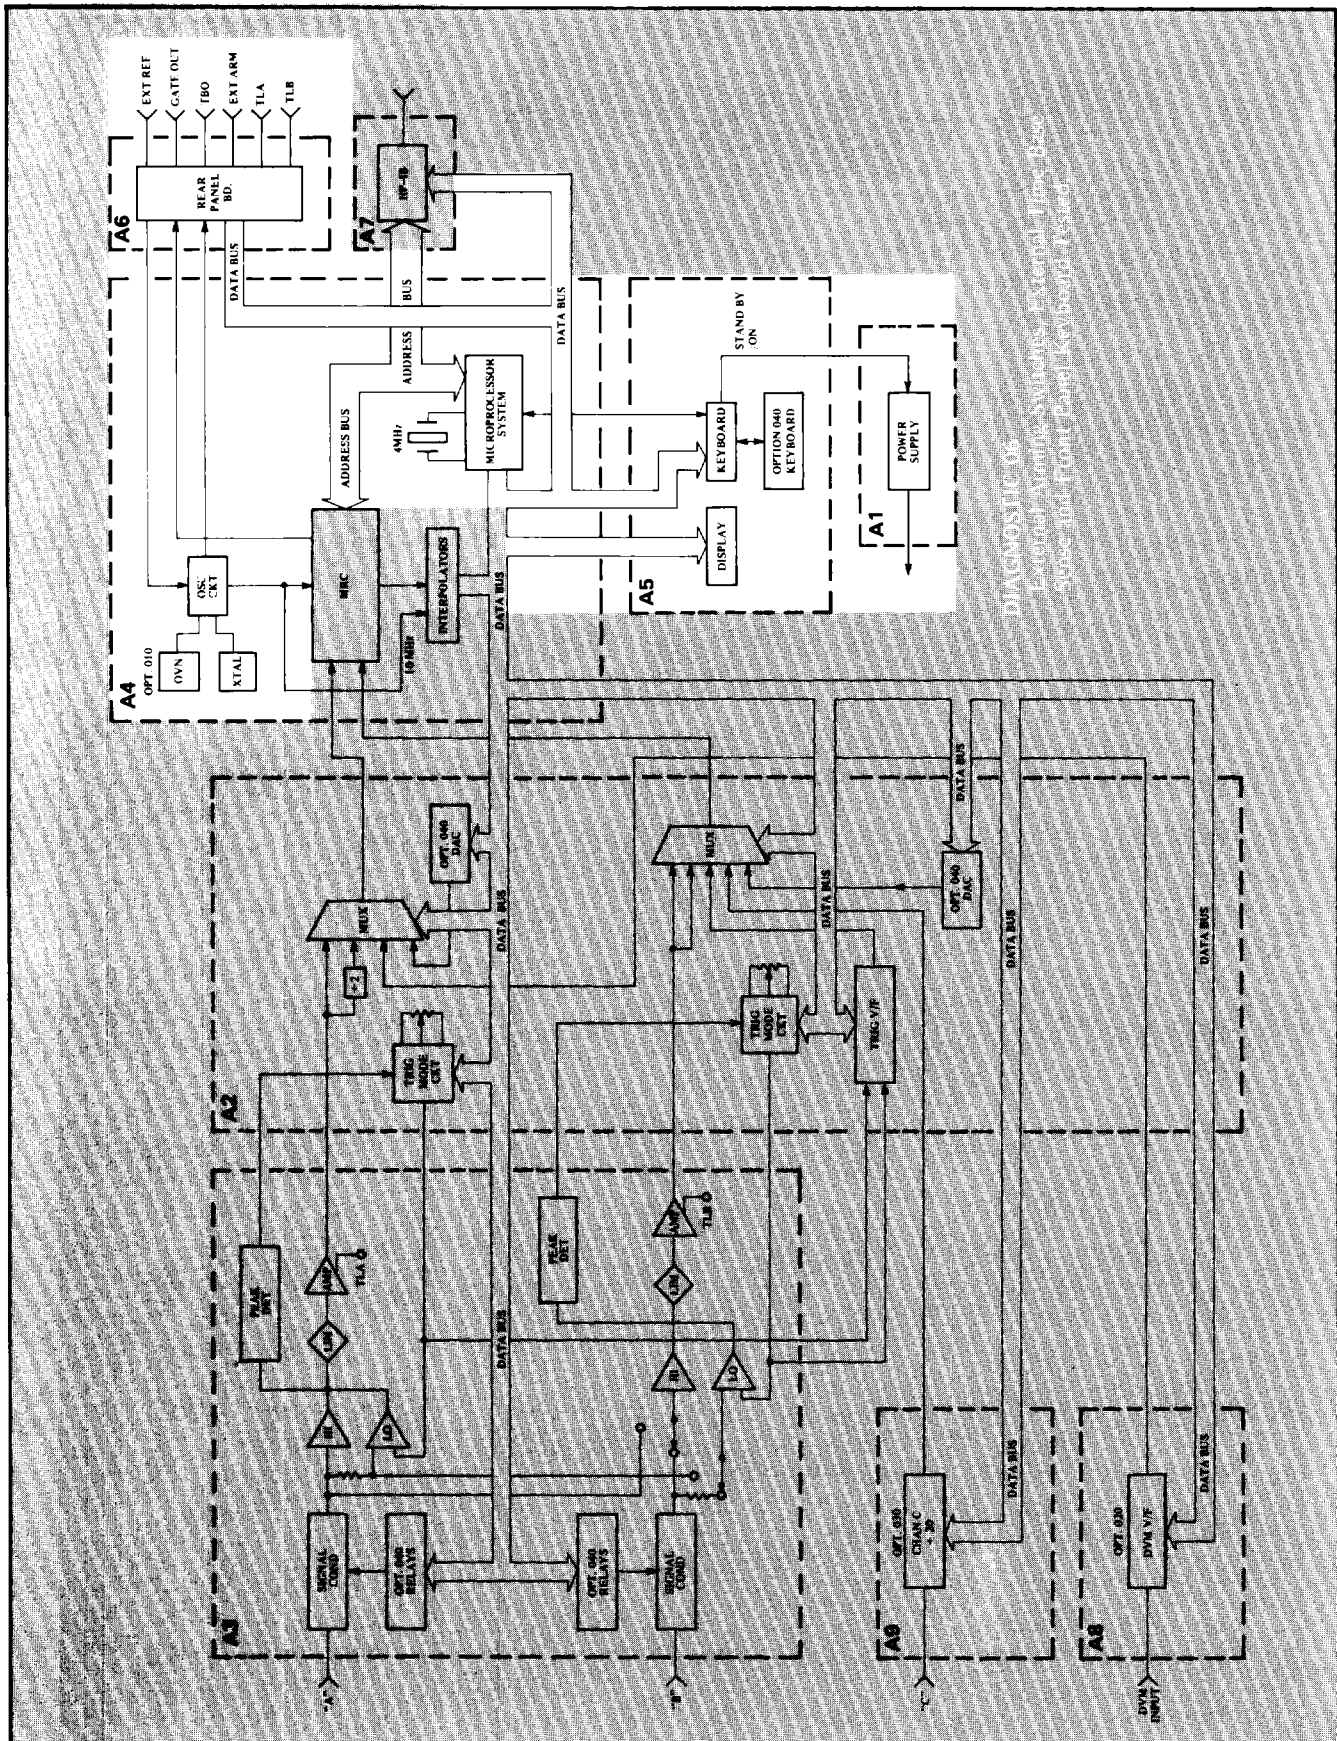 A6
REAR
PANEL
BD.
EXT REF
GATE OUT
TBO
EXT ARM
TLA
TLB
DATA BUS
A7
HP-IB
A4
OPT. 010
OVN
XTAL
OSC
CKT
ADDRESS BUS
ADDRESS
BUS
4MHz
MICROPROCESSOR
SYSTEM
MRC
INTERPOLATORS
10 MHz
DATA BUS
DATA BUS
A5
DISPLAY
KEYBOARD
OPTION 040
KEYBOARD
STAND BY
ON
A1
POWER
SUPPLY
DIAGNOSTIC 06
A2
MUX
÷ 2
OPT. 040
DAC
TRIG
MODE
CKT
DATA BUS
MUX
TRIG
MODE
CKT
TRIG V/F
DATA BUS
OPT. 040
DAC
DATA BUS
DATA BUS
DATA BUS
A3
"A"
SIGNAL
COND
OPT. 040
RELAYS
HI
LO
PEAK
DET
LIM
AMP
TLA
DATA BUS
OPT. 040
RELAYS
"B"
SIGNAL
COND
HI
LO
PEAK
DET
LIM
AMP
TLB
A9
"C"
OPT. 030
CHAN C
÷ 20
DATA BUS
A8
DVM
INPUT
OPT. 020
DVM V/F
DATA BUS